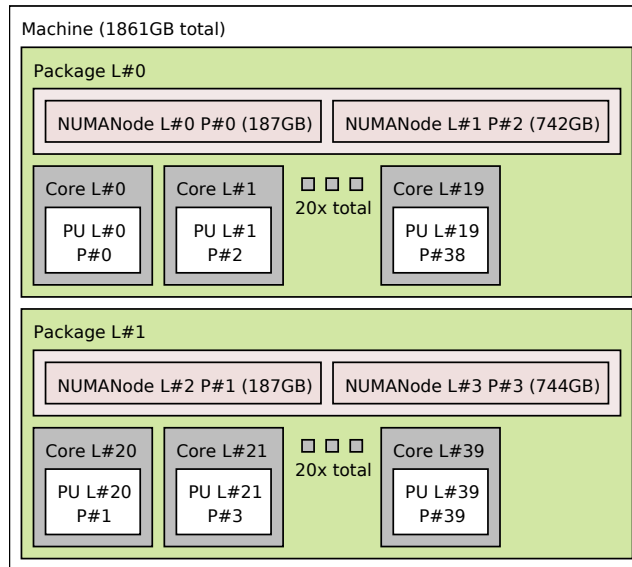 Machine (1861GB total)
Package L#0
NUMANode L#0 P#0 (187GB) NUMANode L#1 P#2 (742GB)
Core L#0 Core L#1 Core L#19
20x total
PU L#0 PU L#1 PU L#19
P#0 P#2 P#38
Package L#1
NUMANode L#2 P#1 (187GB) NUMANode L#3 P#3 (744GB)
Core L#20 Core L#21 Core L#39
20x total
PU L#20 PU L#21 PU L#39
P#1 P#3 P#39